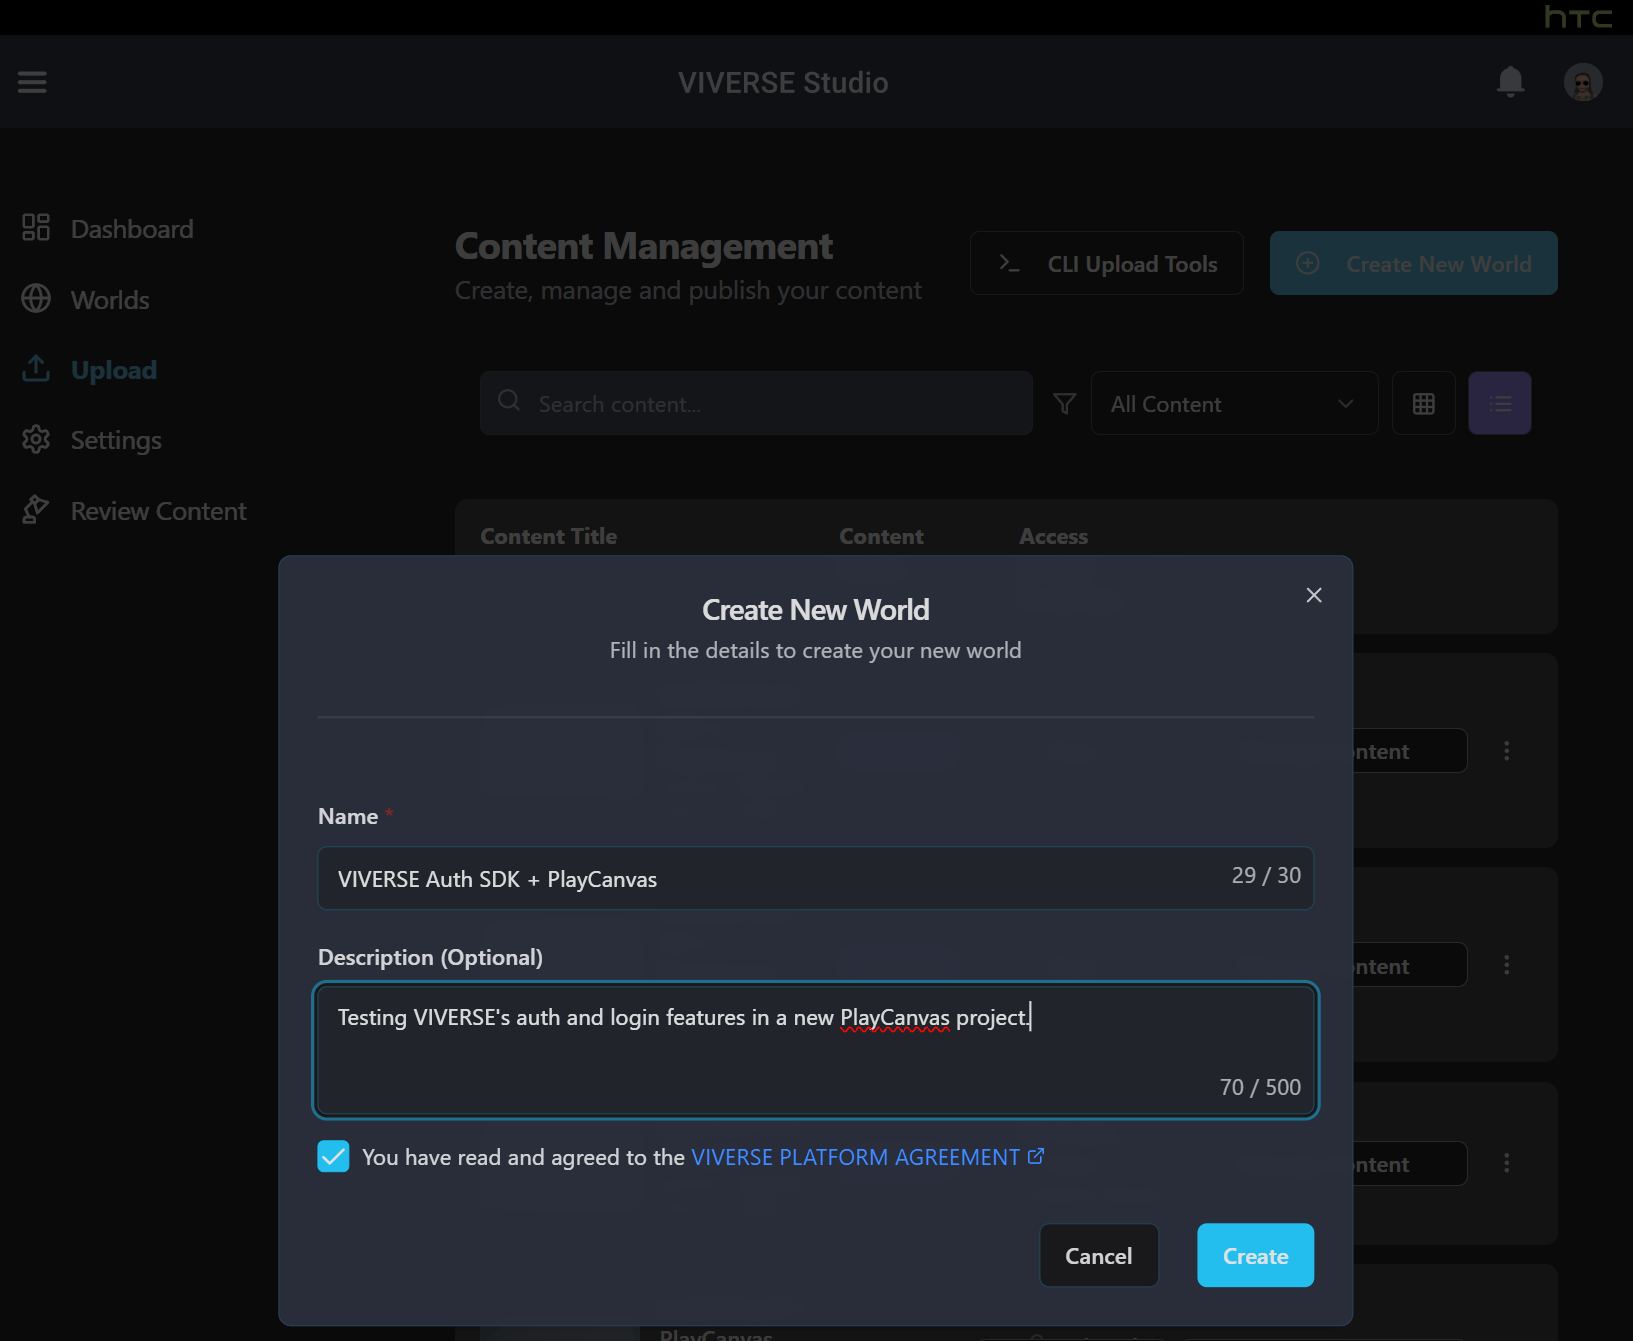 htc
VIVERSE Studio
Dashboard
Worlds
Upload
Settings
Review Content
Content Management
Create, manage and publish your content
CLI Upload Tools
Create New World
Search content...
All Content
Content Title
Content
Access
Create New World
Fill in the details to create your new world
Name *
VIVERSE Auth SDK + PlayCanvas
29 / 30
Description (Optional)
Testing VIVERSE's auth and login features in a new PlayCanvas project.
70 / 500
You have read and agreed to the VIVERSE PLATFORM AGREEMENT
Cancel
Create
PlayCanvas